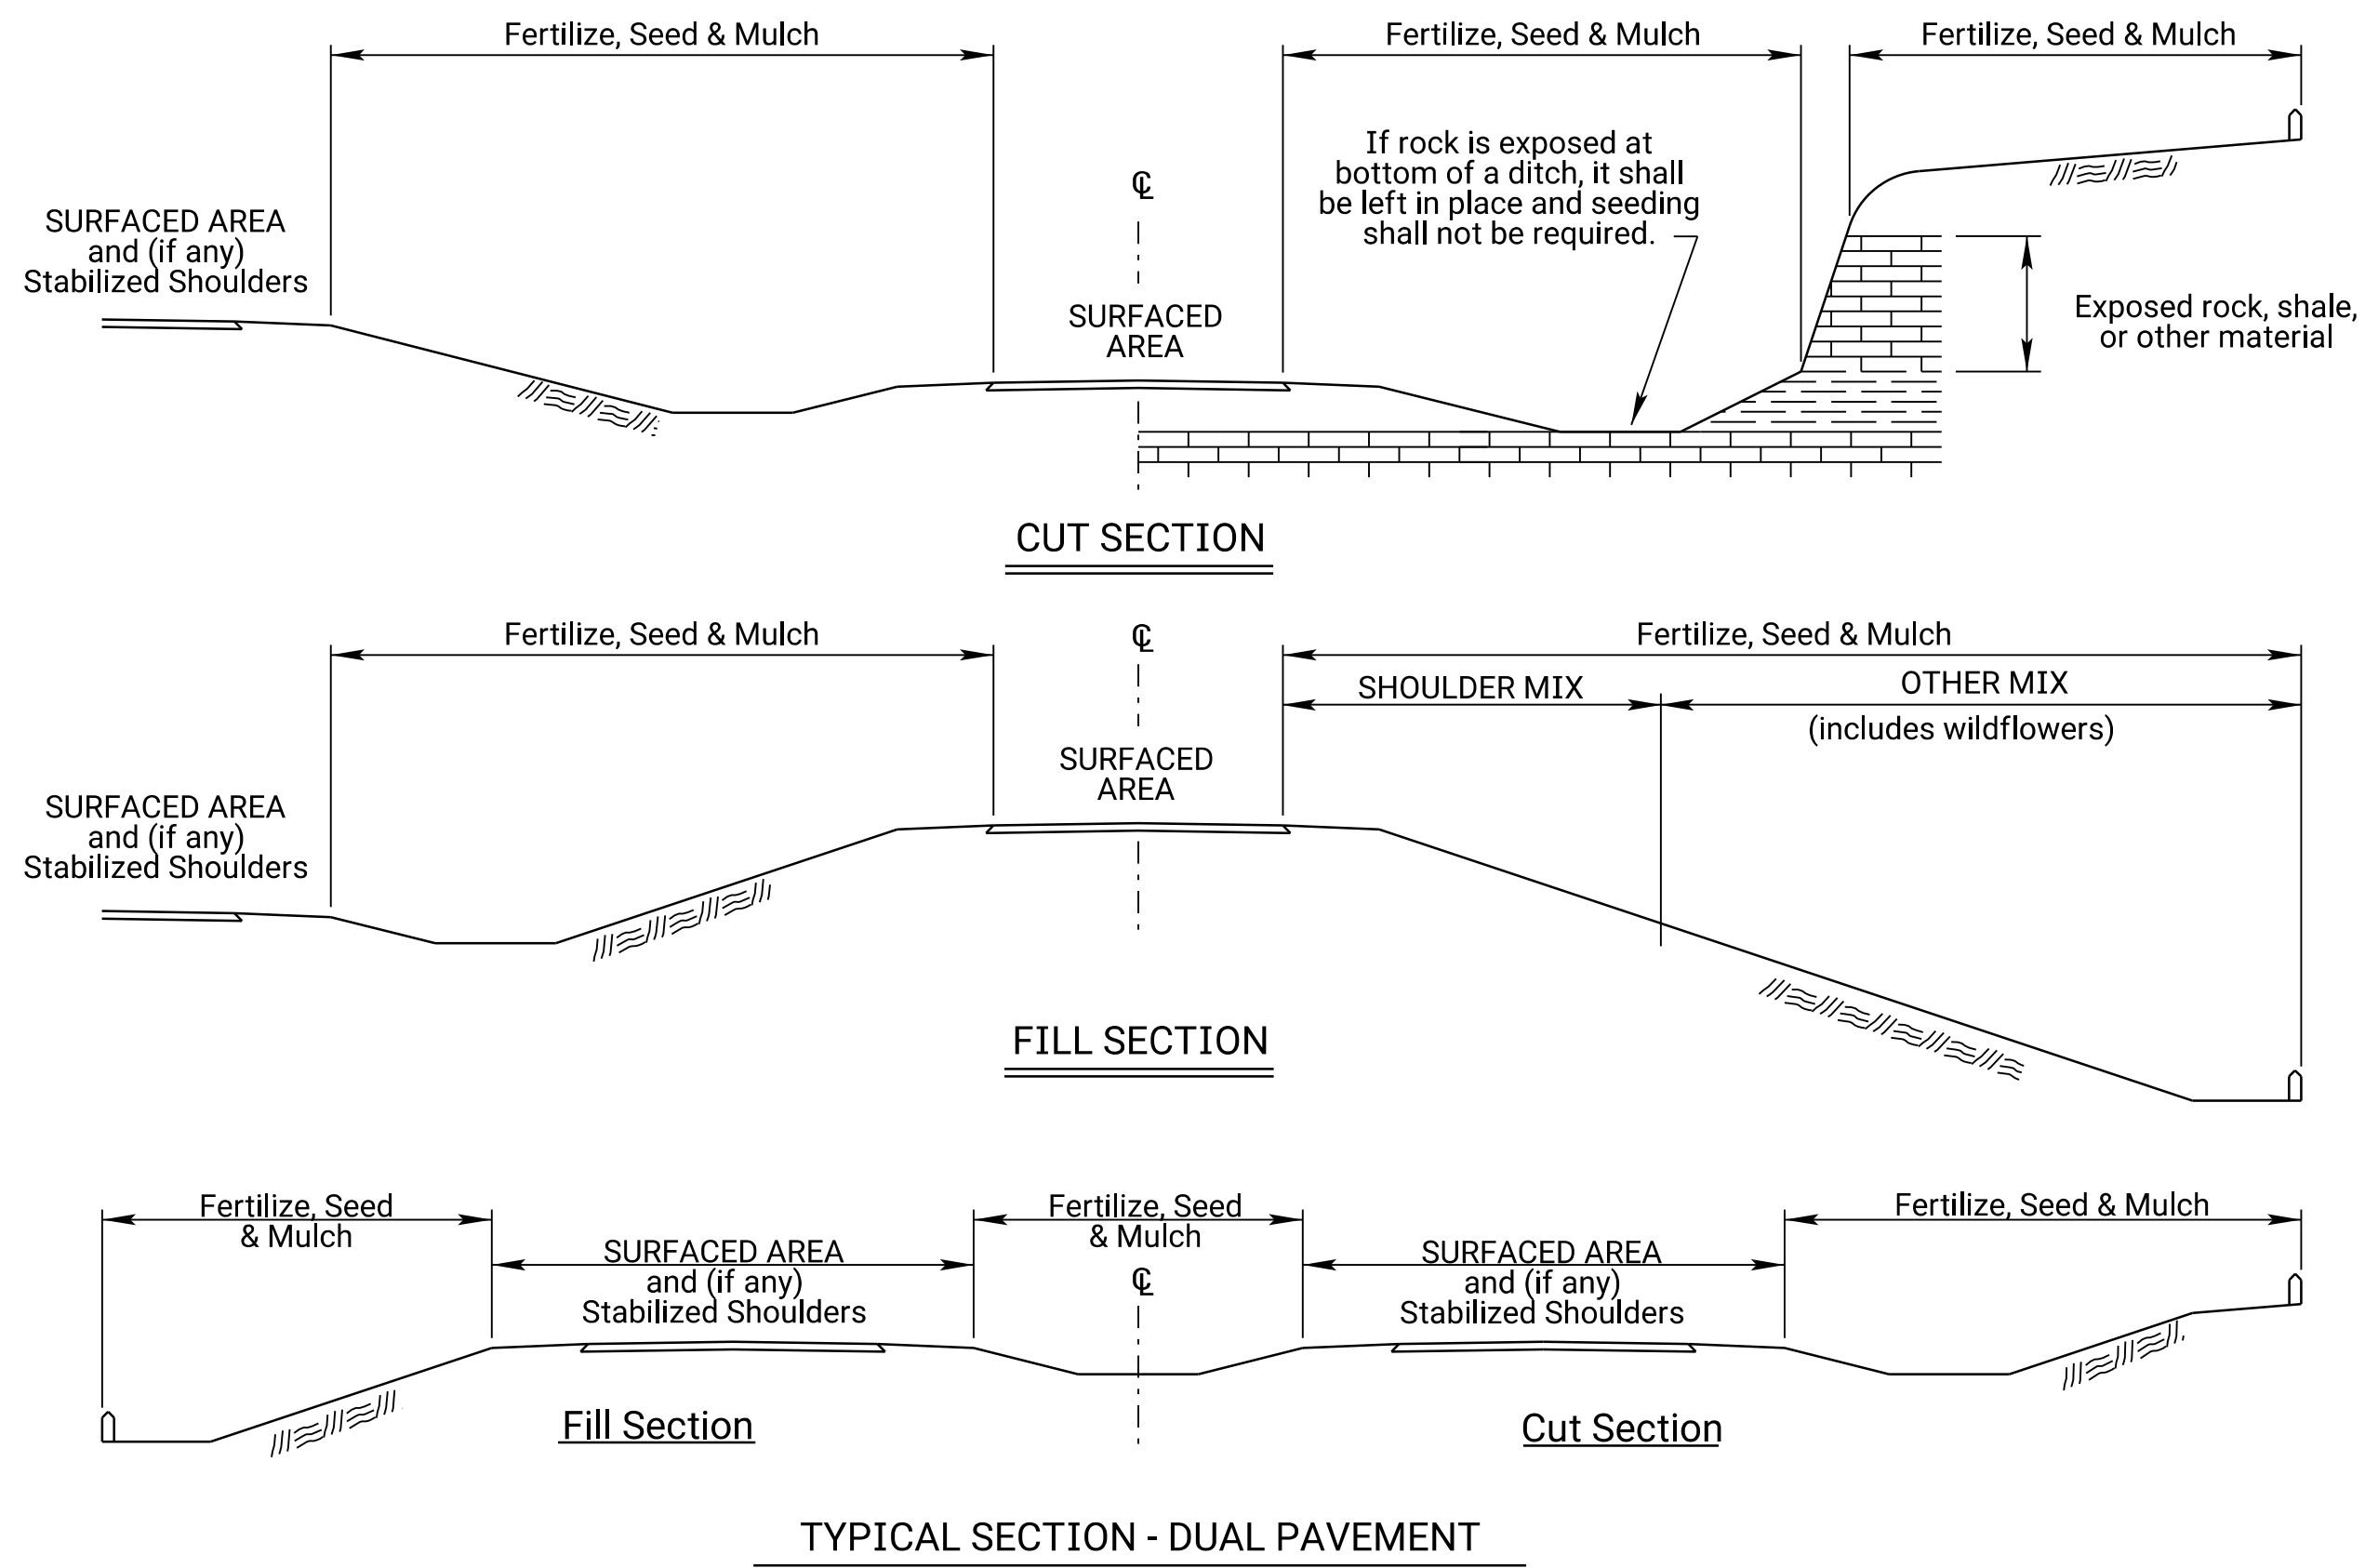 Fertilize, Seed & Mulch
Fertilize, Seed & Mulch
Fertilize, Seed & Mulch
If rock is exposed at
bottom of a ditch, it shall
be left in place and seeding
shall not be required.
℄
SURFACED AREA
and (if any)
Stabilized Shoulders
SURFACED
AREA
Exposed rock, shale,
or other material
CUT SECTION
Fertilize, Seed & Mulch
℄
Fertilize, Seed & Mulch
SHOULDER MIX
OTHER MIX
(includes wildflowers)
SURFACED
AREA
SURFACED AREA
and (if any)
Stabilized Shoulders
FILL SECTION
Fertilize, Seed
& Mulch
Fertilize, Seed
& Mulch
Fertilize, Seed & Mulch
SURFACED AREA
and (if any)
Stabilized Shoulders
℄
SURFACED AREA
and (if any)
Stabilized Shoulders
Fill Section
Cut Section
TYPICAL SECTION - DUAL PAVEMENT